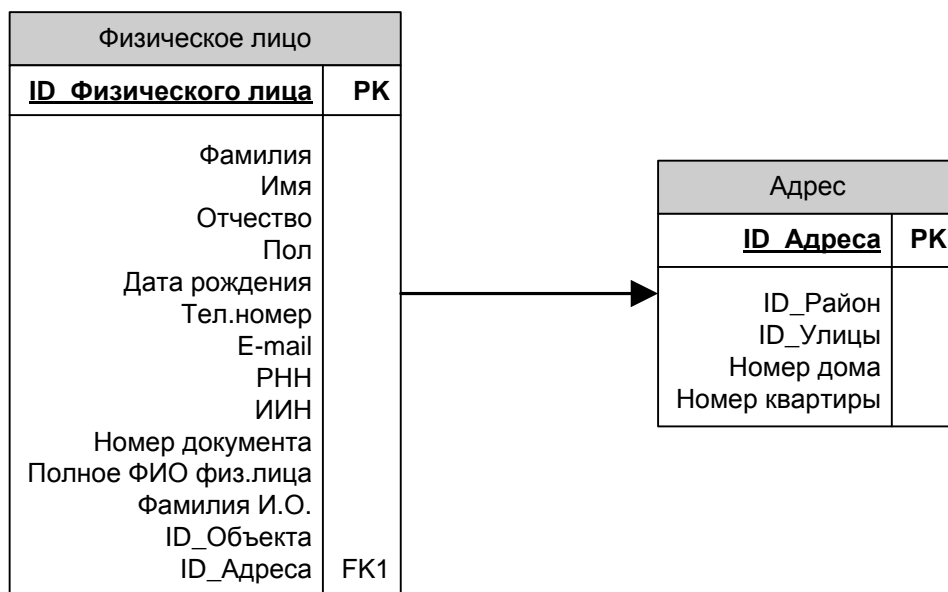 Физическое лицо
ID_Физического лица PK
Фамилия
Имя
Отчество
Пол
Дата рождения
Тел.номер
E-mail
РНН
ИИН
Номер документа
Полное ФИО физ.лица
Фамилия И.О.
ID_Объекта
ID_Адреса FK1
Адрес
ID_Адреса PK
ID_Район
ID_Улицы
Номер дома
Номер квартиры